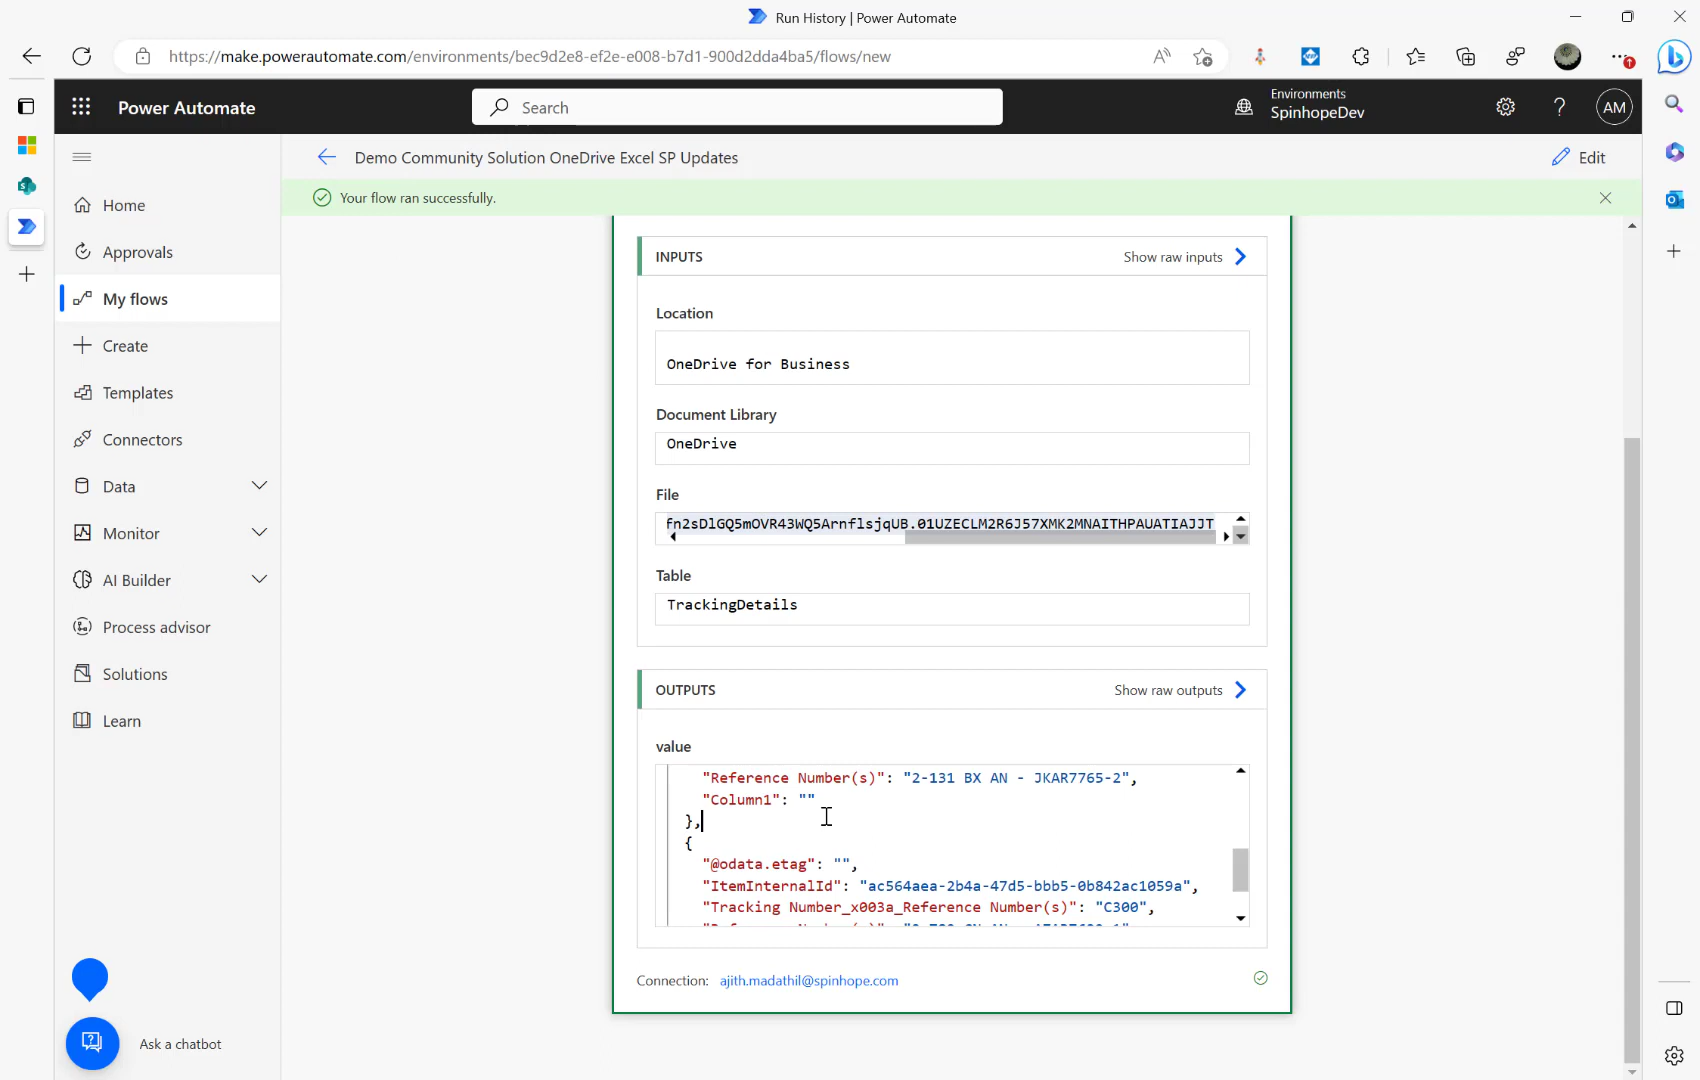 Run History | Power Automate
https://make.powerautomate.com/environments/bec9d2e8-ef2e-e008-b7d1-900d2dda4ba5/flows/new
Power Automate
Search
Environments
SpinhopeDev
AM
Demo Community Solution OneDrive Excel SP Updates
Edit
Your flow ran successfully.
Home
Approvals
My flows
Create
Templates
Connectors
Data
Monitor
AI Builder
Process advisor
Solutions
Learn
Ask a chatbot
INPUTS
Show raw inputs
Location
OneDrive for Business
Document Library
OneDrive
File
fn2sDlGQ5mOVR43WQ5ArnflsjqUB.01UZECLM2R6J57XMK2MNAITHPAUATIAJJT
Table
TrackingDetails
OUTPUTS
Show raw outputs
value
"Reference Number(s)": "2-131 BX AN - JKAR7765-2",
"Column1": ""
},
{
"@odata.etag": "",
"ItemInternalId": "ac564aea-2b4a-47d5-bbb5-0b842ac1059a",
"Tracking Number_x003a_Reference Number(s)": "C300",
Connection: ajith.madathil@spinhope.com